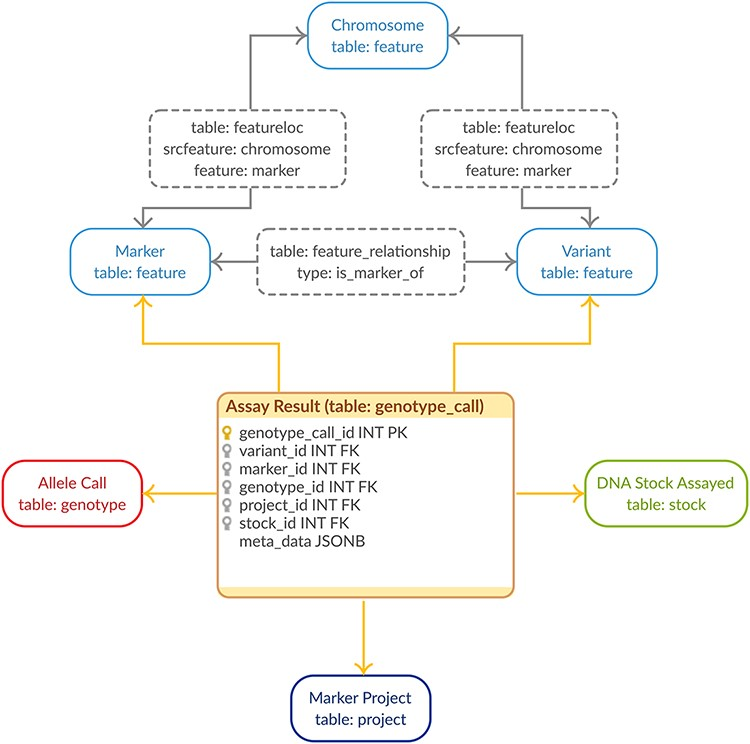 Chromosome
table: feature
table: featureloc
srcfeature: chromosome
feature: marker
table: featureloc
srcfeature: chromosome
feature: marker
Marker
table: feature
table: feature_relationship
type: is_marker_of
Variant
table: feature
Assay Result (table: genotype_call)
genotype_call_id INT PK
variant_id INT FK
marker_id INT FK
genotype_id INT FK
project_id INT FK
stock_id INT FK
meta_data JSONB
Allele Call
table: genotype
DNA Stock Assayed
table: stock
Marker Project
table: project